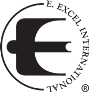 E. EXCEL INTERNATIONAL
®